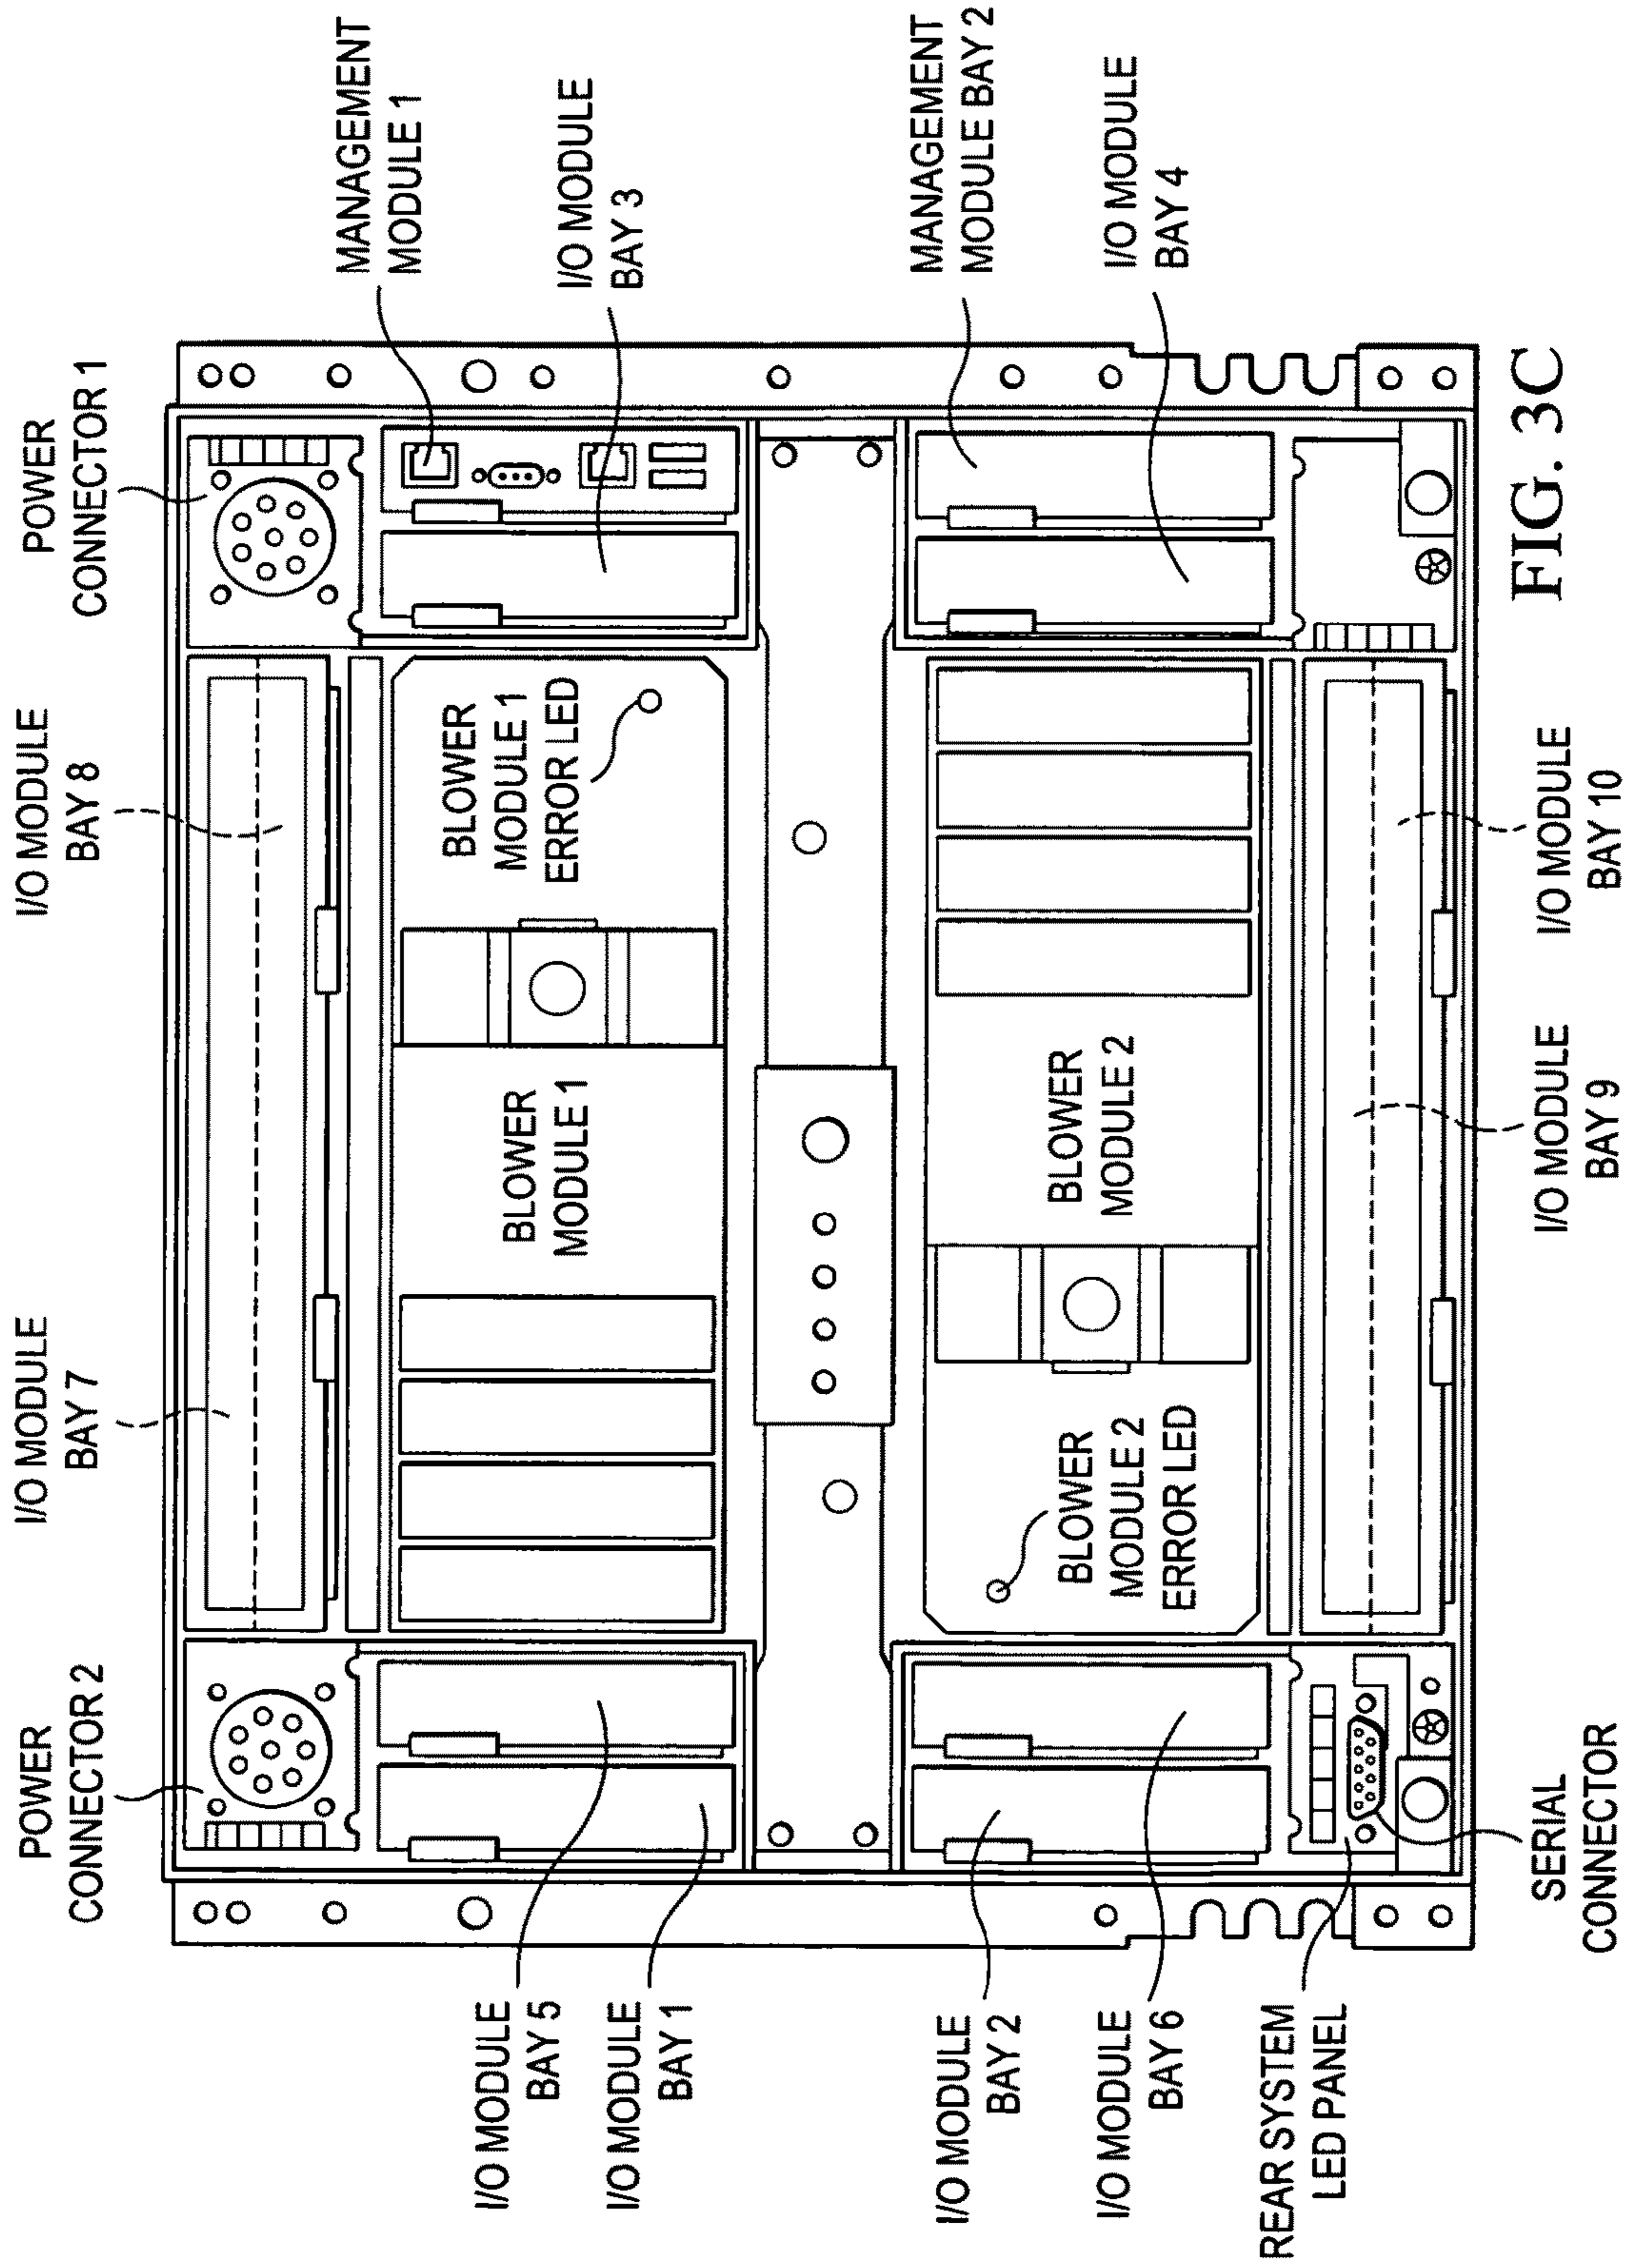 POWER
CONNECTOR 2
I/O MODULE
BAY 7
I/O MODULE
BAY 8
POWER
CONNECTOR 1
MANAGEMENT
MODULE 1
I/O MODULE
BAY 3
MANAGEMENT
MODULE BAY 2
I/O MODULE
BAY 4
I/O MODULE
BAY 5
I/O MODULE
BAY 1
I/O MODULE
BAY 2
I/O MODULE
BAY 6
REAR SYSTEM
LED PANEL
BLOWER
MODULE 1
ERROR LED
BLOWER
MODULE 1
BLOWER
MODULE 2
BLOWER
MODULE 2
ERROR LED
SERIAL
CONNECTOR
I/O MODULE
BAY 9
I/O MODULE
BAY 10
FIG. 3C